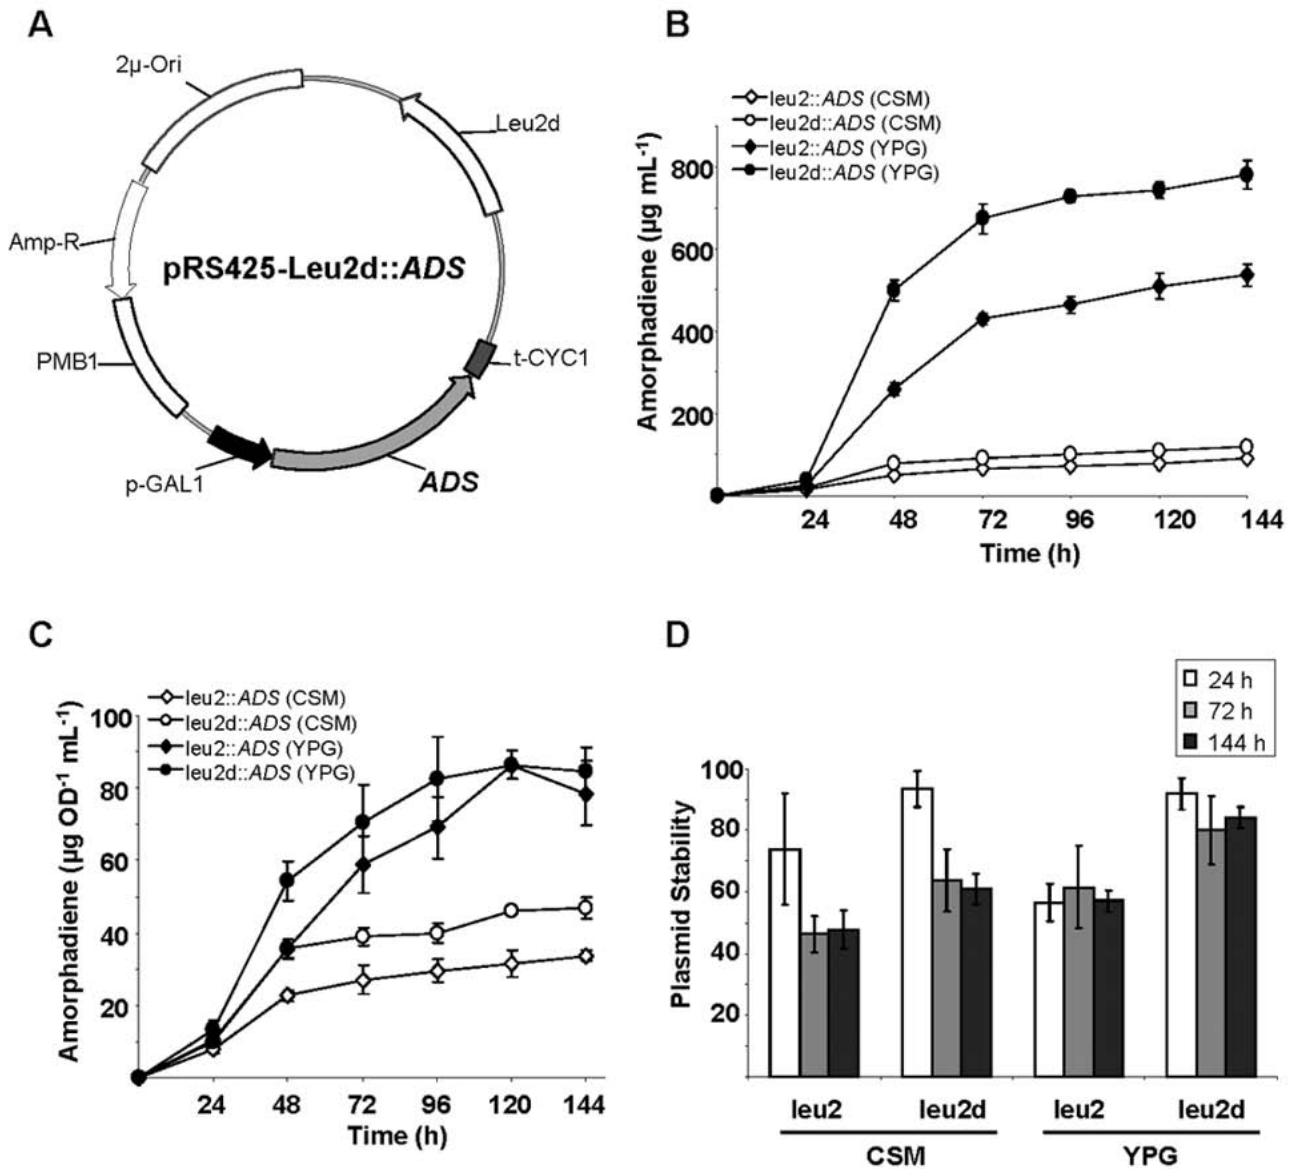 A
2µ-Ori
Leu2d
Amp-R
pRS425-Leu2d::ADS
PMB1
t-CYC1
p-GAL1
ADS
B
leu2::ADS (CSM)
leu2d::ADS (CSM)
leu2::ADS (YPG)
leu2d::ADS (YPG)
Amorphadiene (µg mL-1)
800
600
400
200
24 48 72 96 120 144
Time (h)
C
leu2::ADS (CSM)
leu2d::ADS (CSM)
leu2::ADS (YPG)
leu2d::ADS (YPG)
Amorphadiene (µg OD-1 mL-1)
100
80
60
40
20
24 48 72 96 120 144
Time (h)
D
24 h
72 h
144 h
Plasmid Stability
100
80
60
40
20
leu2 leu2d leu2 leu2d
CSM YPG